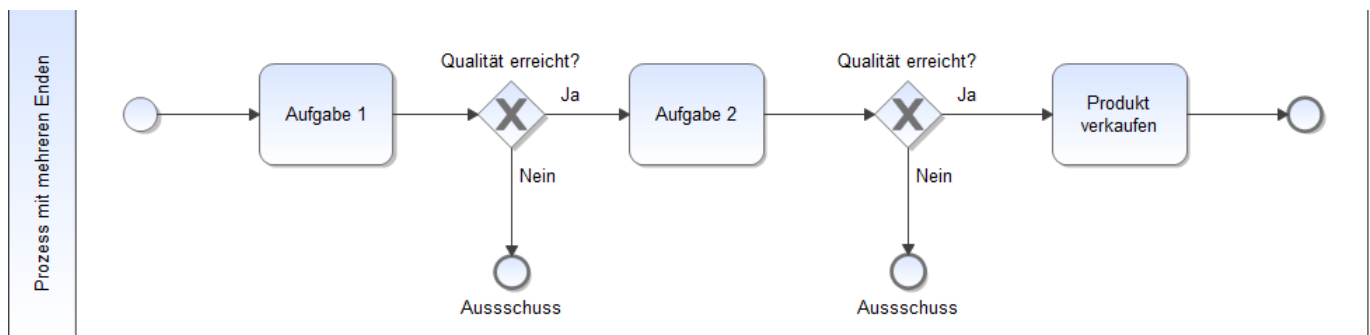 Prozess mit mehreren Enden
Aufgabe 1
Qualität erreicht?
Ja
Nein
Aussschuss
Aufgabe 2
Qualität erreicht?
Ja
Nein
Aussschuss
Produkt
verkaufen